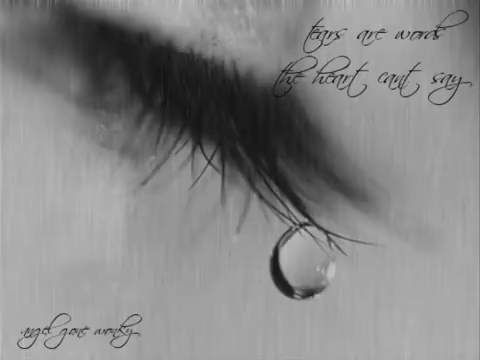 tears are words
the heart cant say
angel gone wonky